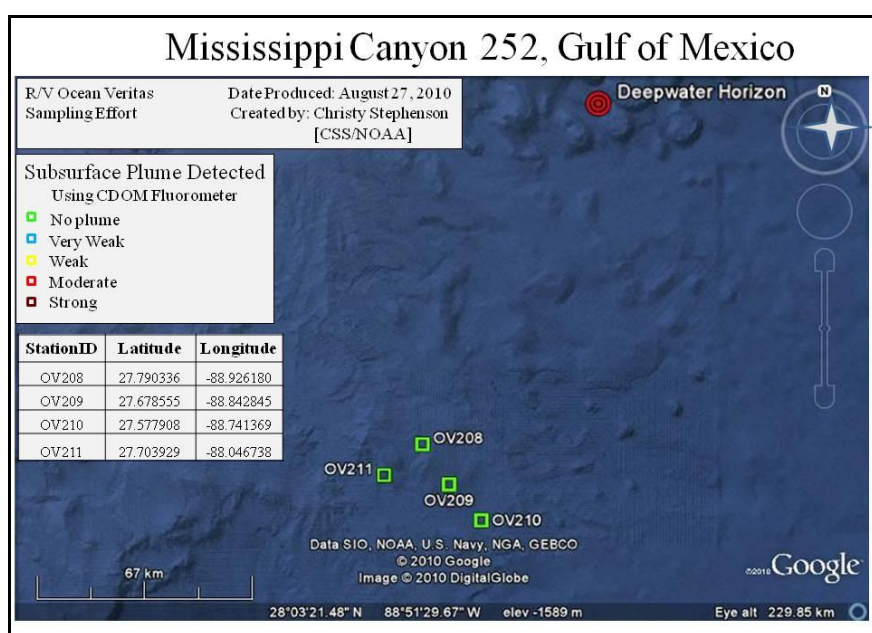 Mississippi Canyon 252, Gulf of Mexico
R/V Ocean Veritas Date Produced: August 27, 2010
Sampling Effort Created by: Christy Stephenson
[CSS/NOAA]
Deepwater Horizon
N
Subsurface Plume Detected
Using CDOM Fluorometer
No plume
Very Weak
Weak
Moderate
Strong
StationID Latitude Longitude
OV208 27.790336 -88.926180
OV209 27.678555 -88.842845
OV210 27.577908 -88.741369
OV211 27.703929 -88.046738
OV208
OV211
OV209
OV210
Data SIO, NOAA, U.S. Navy, NGA, GEBCO
© 2010 Google
Image © 2010 DigitalGlobe
©2010 Google
67 km
28°03'21.48" N 88°51'29.67" W elev -1589 m Eye alt 229.85 km